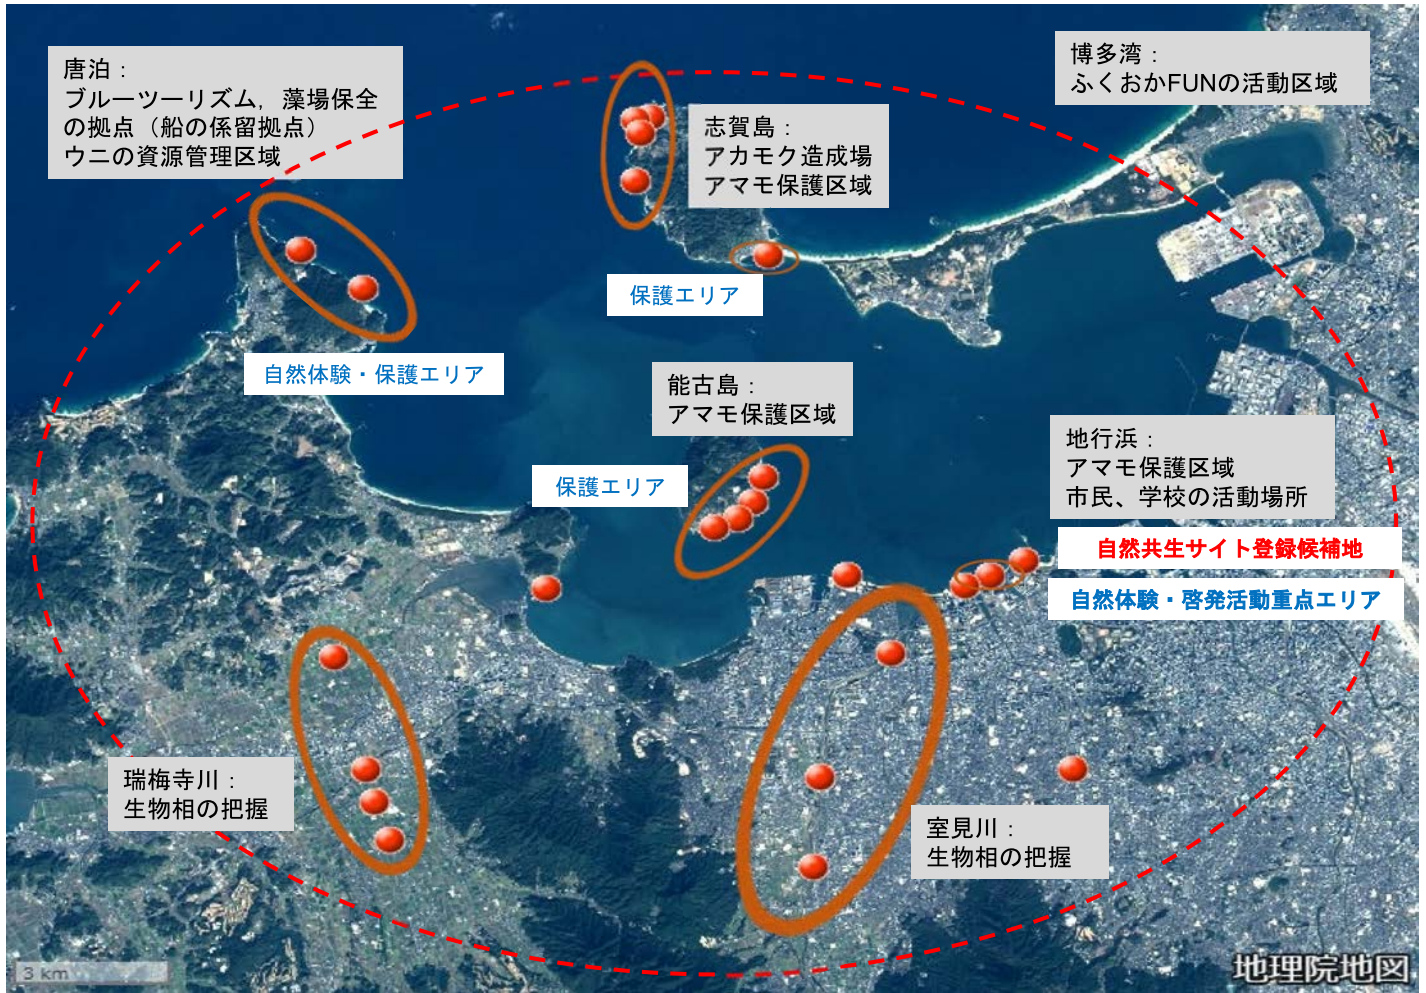 唐泊：
ブルーツーリズム，藻場保全
の拠点（船の係留拠点）
ウニの資源管理区域
博多湾：
ふくおかFUNの活動区域
志賀島：
アカモク造成場
アマモ保護区域
保護エリア
自然体験・保護エリア
能古島：
アマモ保護区域
保護エリア
地行浜：
アマモ保護区域
市民、学校の活動場所
自然共生サイト登録候補地
自然体験・啓発活動重点エリア
瑞梅寺川：
生物相の把握
室見川：
生物相の把握
3 km
地理院地図